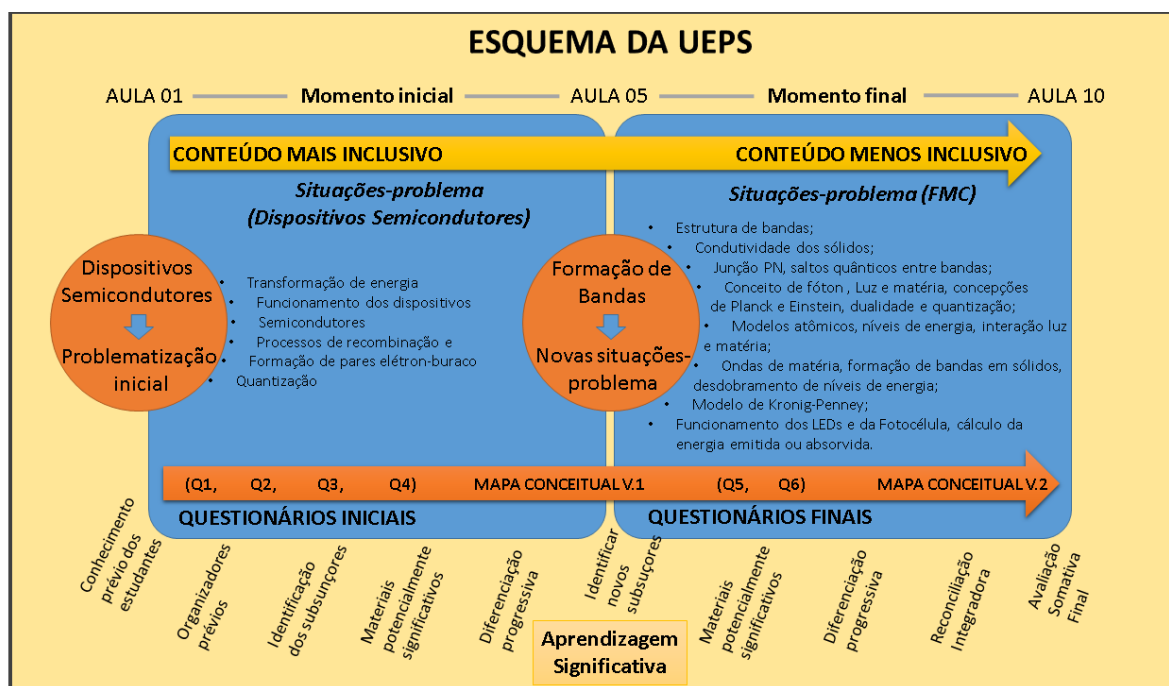 ESQUEMA DA UEPS
AULA 01
Momento inicial
AULA 05
Momento final
AULA 10
CONTEÚDO MAIS INCLUSIVO
CONTEÚDO MENOS INCLUSIVO
Situações-problema
(Dispositivos Semicondutores)
Dispositivos
Semicondutores
Problematização
inicial
• Transformação de energia
• Funcionamento dos dispositivos
• Semicondutores
• Processos de recombinação e
• Formação de pares elétron-buraco
• Quantização
Situações-problema (FMC)
Formação de
Bandas
Novas situações-
problema
• Estrutura de bandas;
• Condutividade dos sólidos;
• Junção PN, saltos quânticos entre bandas;
• Conceito de fóton , Luz e matéria, concepções
de Planck e Einstein, dualidade e quantização;
• Modelos atômicos, níveis de energia, interação luz
e matéria;
• Ondas de matéria, formação de bandas em sólidos,
desdobramento de níveis de energia;
• Modelo de Kronig-Penney;
• Funcionamento dos LEDs e da Fotocélula, cálculo da
energia emitida ou absorvida.
(Q1, Q2, Q3, Q4) MAPA CONCEITUAL V.1
(Q5, Q6) MAPA CONCEITUAL V.2
QUESTIONÁRIOS INICIAIS
QUESTIONÁRIOS FINAIS
Conhecimento
prévio dos
estudantes
Organizadores
prévios
Identificação
dos subsunçores
Materiais
potencialmente
significativos
Diferenciação
progressiva
Identificar
novos
subsuçores
Materiais
potencialmente
significativos
Diferenciação
progressiva
Reconciliação
Integradora
Avaliação
Somativa
Final
Aprendizagem
Significativa